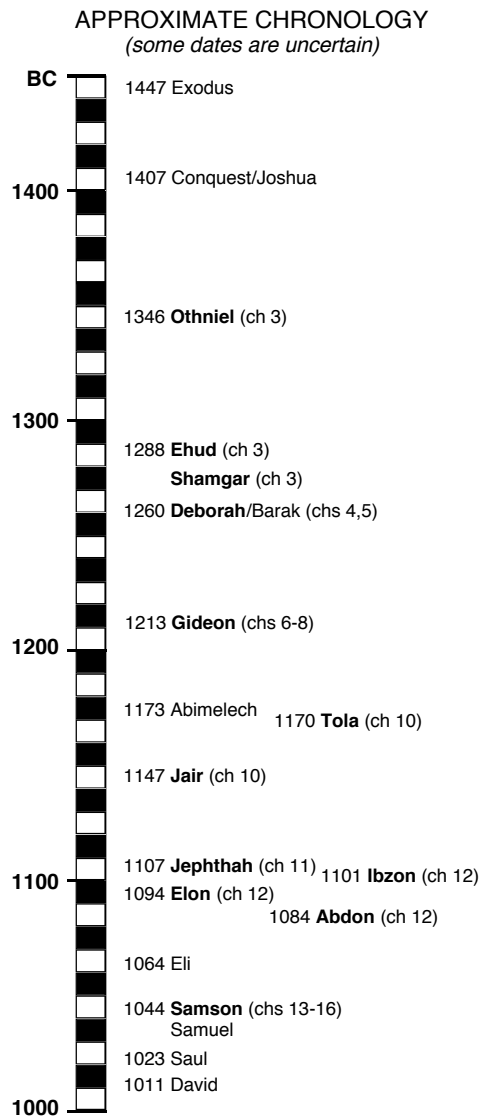 APPROXIMATE CHRONOLOGY
(some dates are uncertain)
BC
1447 Exodus
1407 Conquest/Joshua
1400
1346 Othniel (ch 3)
1300
1288 Ehud (ch 3)
Shamgar (ch 3)
1260 Deborah/Barak (chs 4,5)
1213 Gideon (chs 6-8)
1200
1173 Abimelech
1170 Tola (ch 10)
1147 Jair (ch 10)
1107 Jephthah (ch 11)
1101 Ibzon (ch 12)
1100
1094 Elon (ch 12)
1084 Abdon (ch 12)
1064 Eli
1044 Samson (chs 13-16)
Samuel
1023 Saul
1011 David
1000